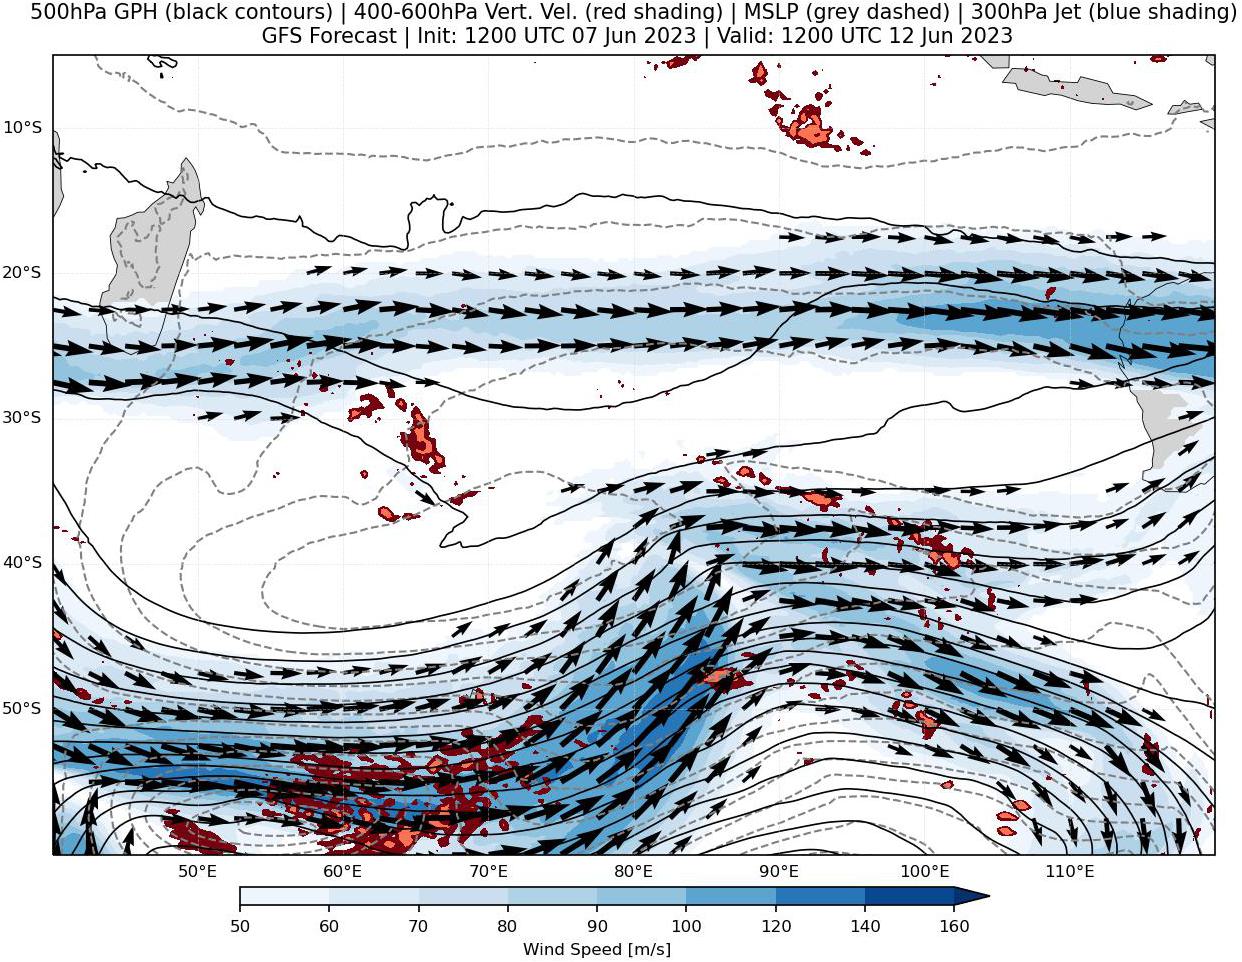 500hPa GPH (black contours) | 400-600hPa Vert. Vel. (red shading) | MSLP (grey dashed) | 300hPa Jet (blue shading)
GFS Forecast | Init: 1200 UTC 07 Jun 2023 | Valid: 1200 UTC 12 Jun 2023
10°S
20°S
30°S
40°S
50°S
50°E 60°E 70°E 80°E 90°E 100°E 110°E
50 60 70 80 90 100 120 140 160
Wind Speed [m/s]